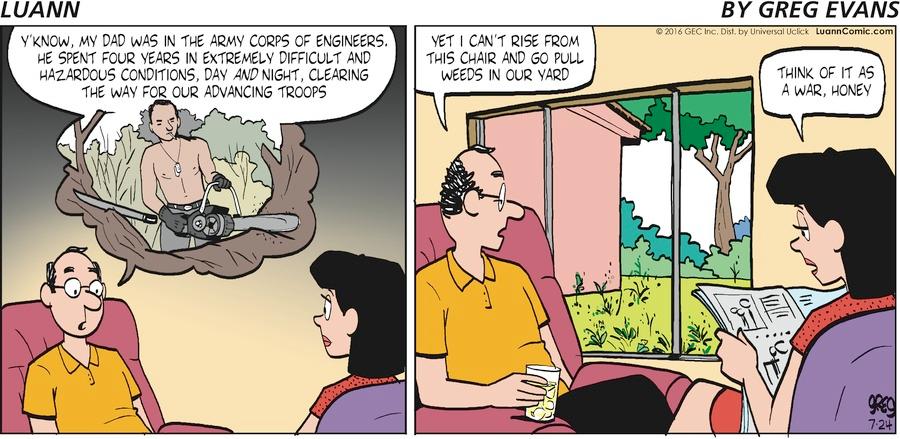 LUANN
BY GREG EVANS
Y'KNOW, MY DAD WAS IN THE ARMY CORPS OF ENGINEERS.
HE SPENT FOUR YEARS IN EXTREMELY DIFFICULT AND
HAZARDOUS CONDITIONS, DAY AND NIGHT, CLEARING
THE WAY FOR OUR ADVANCING TROOPS
© 2016 GEC Inc. Dist. by Universal Uclick LuannComic.com
YET I CAN'T RISE FROM
THIS CHAIR AND GO PULL
WEEDS IN OUR YARD
THINK OF IT AS
A WAR, HONEY
GREG
7-24